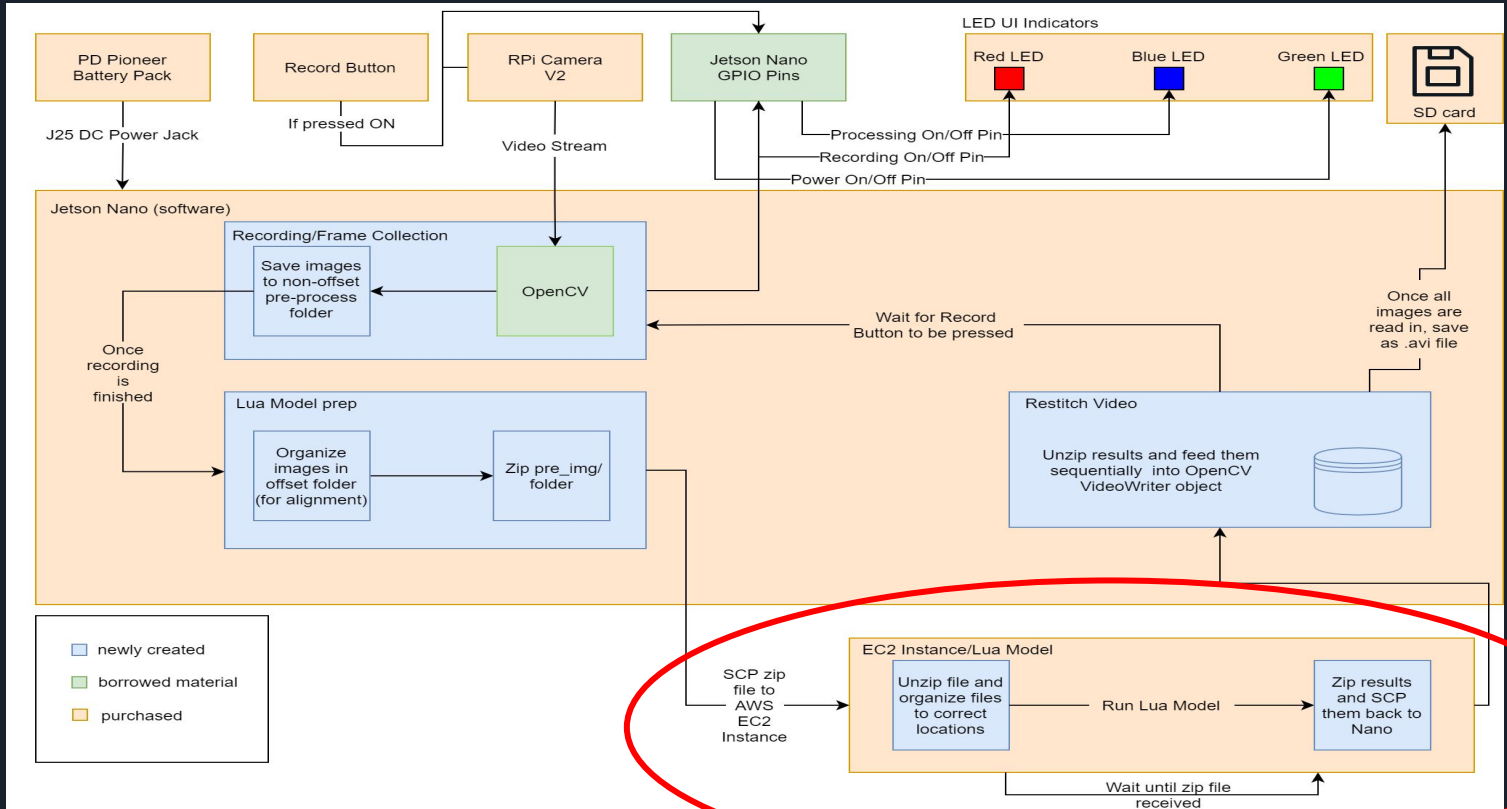 LED UI Indicators
PD Pioneer
Battery Pack
Record Button
RPi Camera
V2
Jetson Nano
GPIO Pins
Red LED
Blue LED
Green LED
SD card
J25 DC Power Jack
If pressed ON
Video Stream
Processing On/Off Pin
Recording On/Off Pin
Power On/Off Pin
Jetson Nano (software)
Recording/Frame Collection
Save images
to non-offset
pre-process
folder
OpenCV
Wait for Record
Button to be pressed
Once all
images are
read in, save
as .avi file
Once
recording
is
finished
Lua Model prep
Organize
images in
offset folder
(for alignment)
Zip pre_img/
folder
Restitch Video
Unzip results and feed them
sequentially into OpenCV
VideoWriter object
newly created
borrowed material
purchased
SCP zip
file to
AWS
EC2
Instance
EC2 Instance/Lua Model
Unzip file and
organize files
to correct
locations
Run Lua Model
Zip results
and SCP
them back to
Nano
Wait until zip file
received